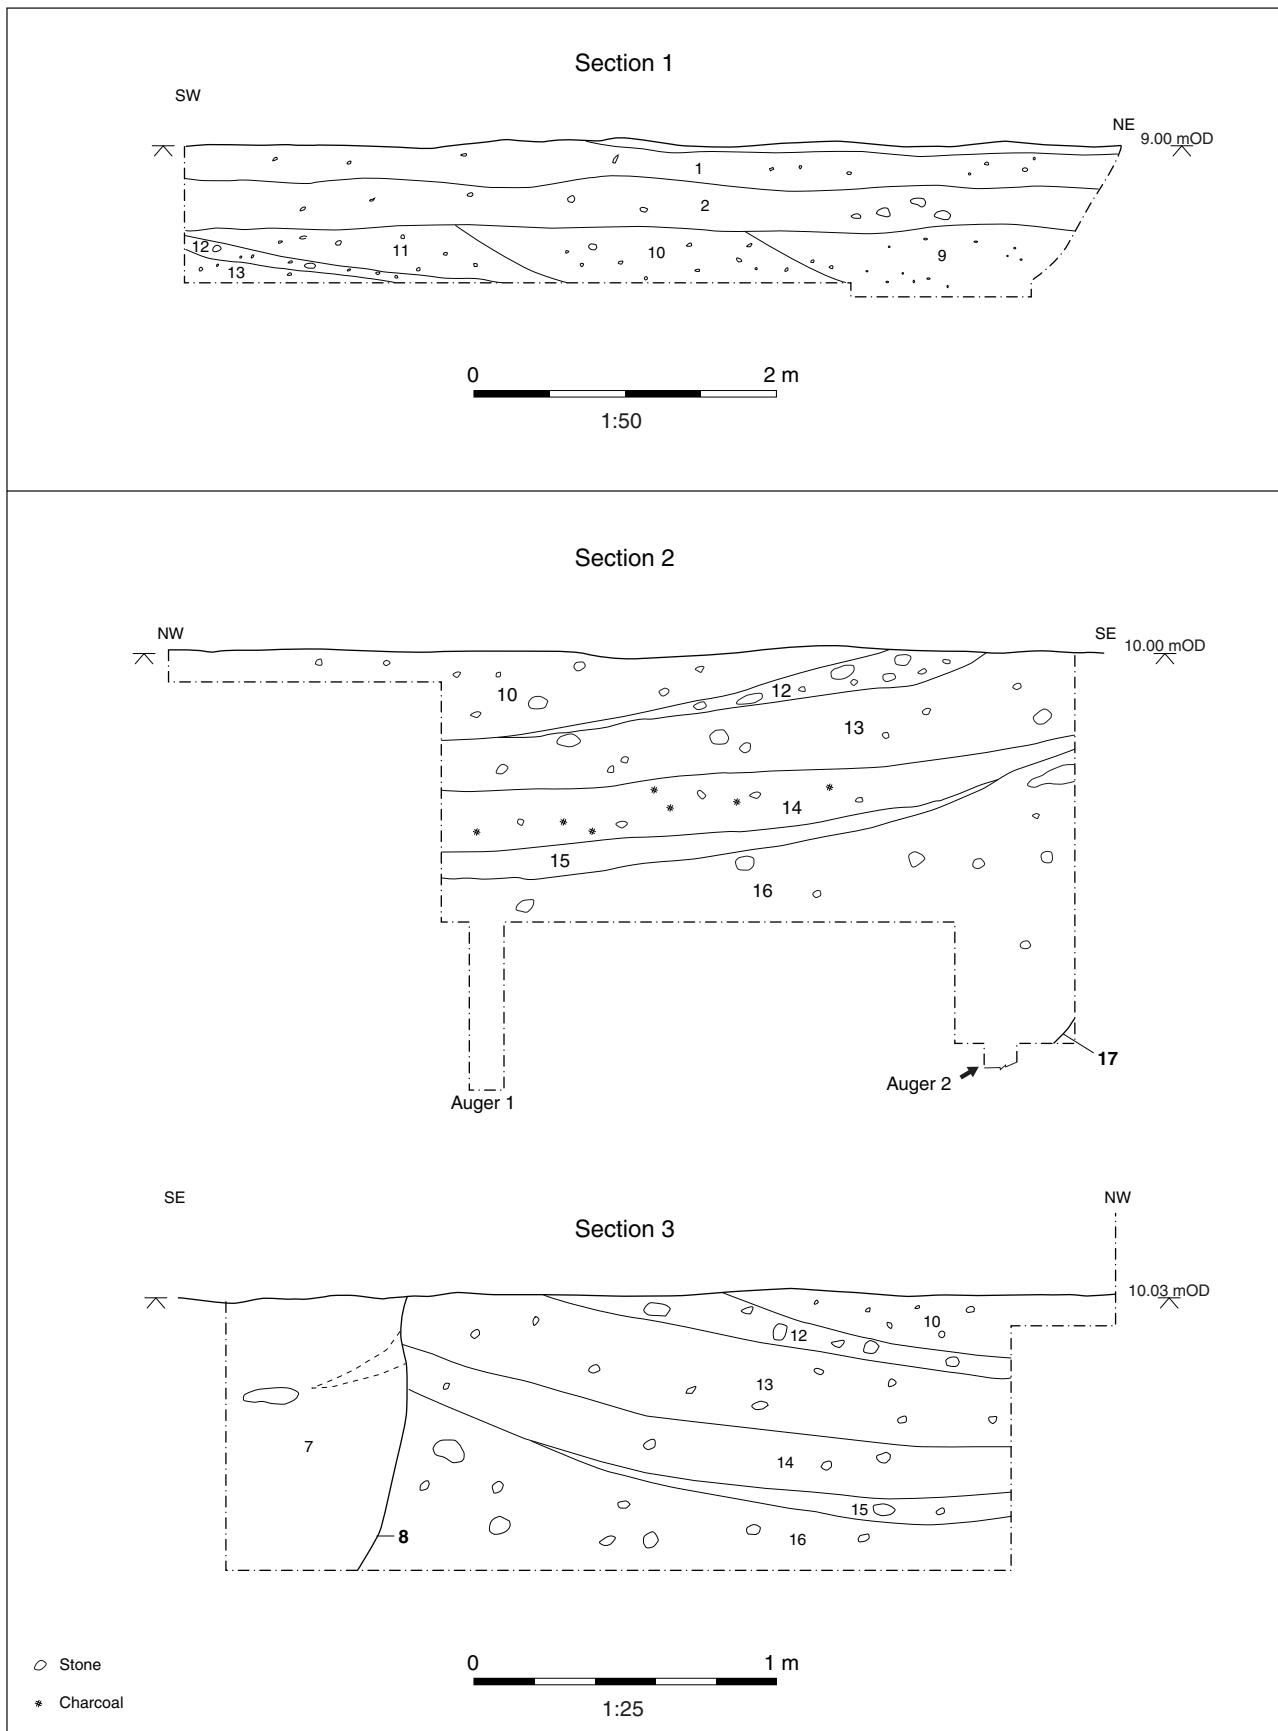 Section 1
SW
NE
9.00 mOD
1
2
12
11
10
9
13
0 2 m
1:50
Section 2
NW
SE
10.00 mOD
10
12
13
14
15
16
17
Auger 2
Auger 1
SE
NW
Section 3
10.03 mOD
10
12
13
7
14
15
8
16
Stone
Charcoal
0 1 m
1:25